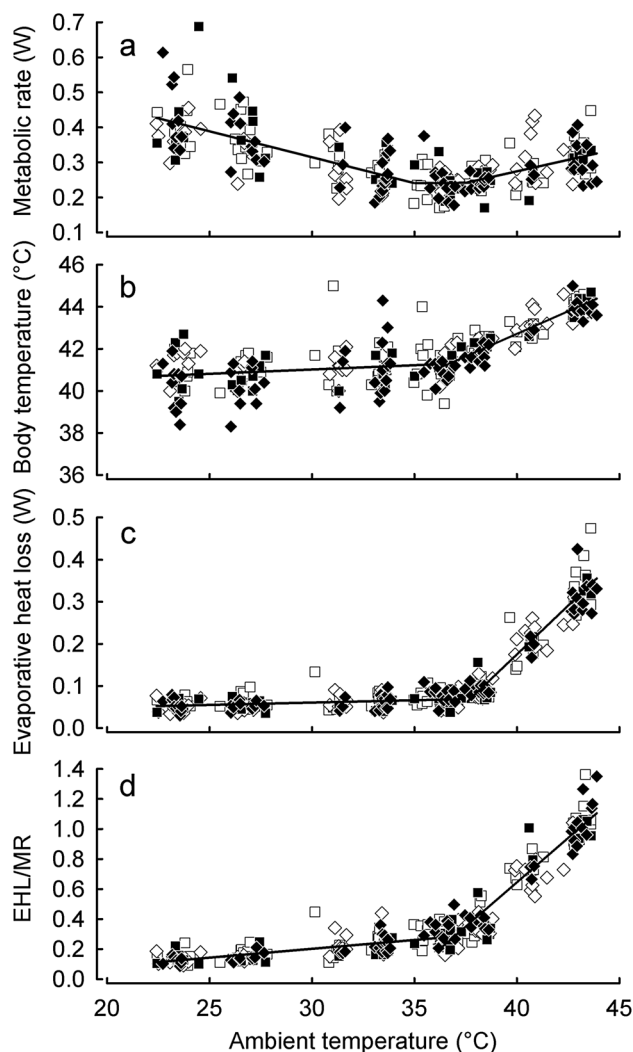 a
Metabolic rate (W)
0.7
0.6
0.5
0.4
0.3
0.2
0.1
b
Body temperature (°C)
46
44
42
40
38
36
c
Evaporative heat loss (W)
0.5
0.4
0.3
0.2
0.1
0.0
d
EHL/MR
1.4
1.2
1.0
0.8
0.6
0.4
0.2
0.0
20 25 30 35 40 45
Ambient temperature (°C)